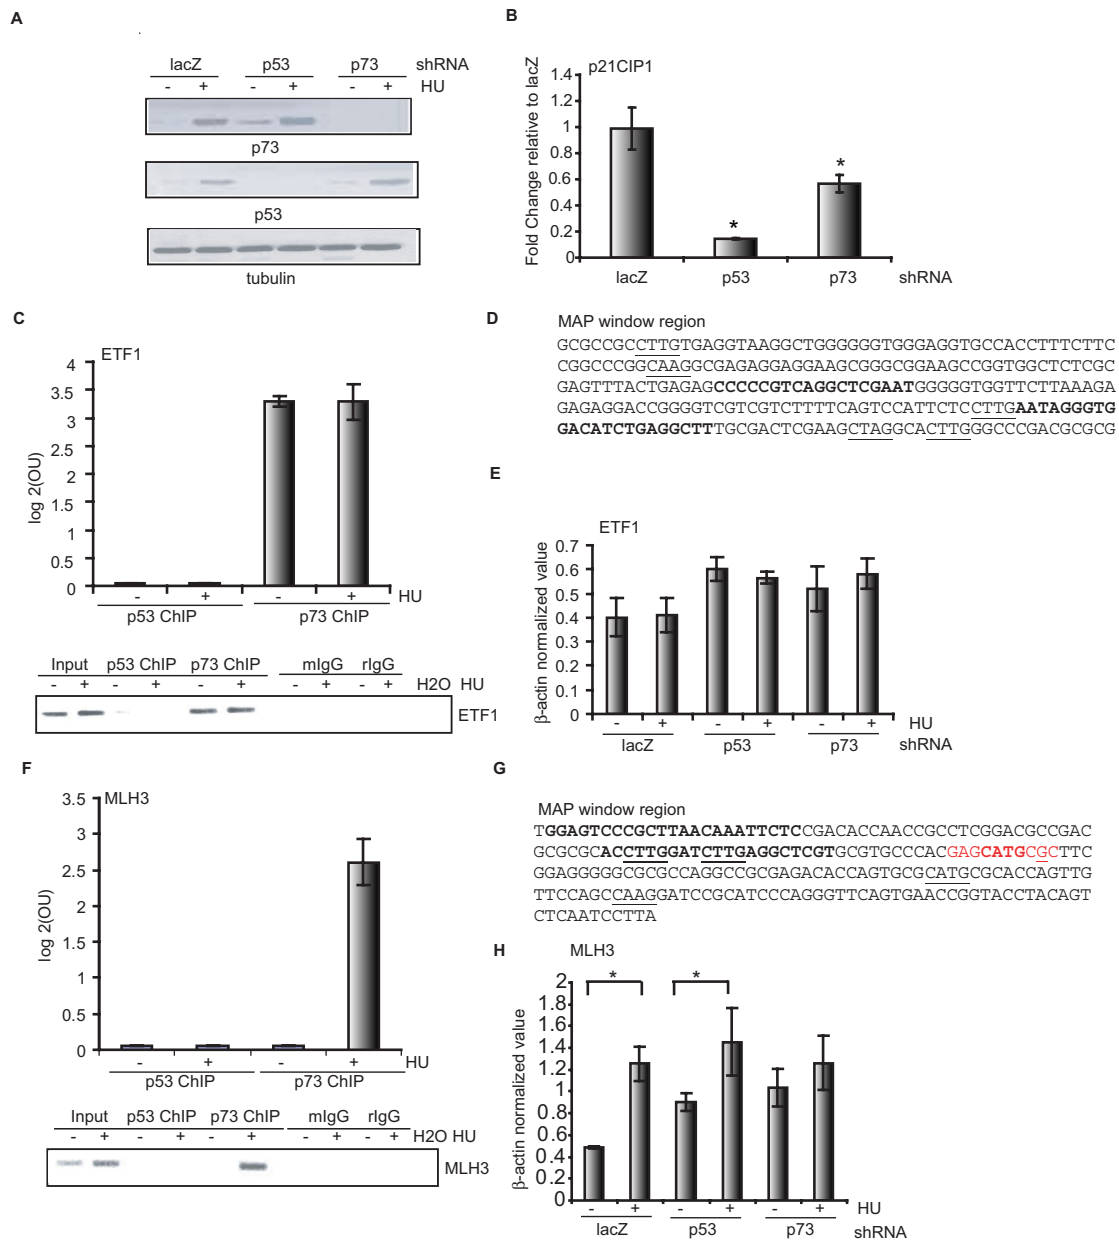 A
lacZ p53 p73 shRNA
- + - + - + HU
p73
p53
tubulin
B
p21CIP1
Fold Change relative to lacZ
1.4
1.2
1
0.8
0.6
0.4
0.2
0
*
*
lacZ p53 p73 shRNA
C
ETF1
log 2(OU)
4
3.5
3
2.5
2
1.5
1
0.5
0
- + - + HU
p53 ChIP p73 ChIP
Input p53 ChIP p73 ChIP mIgG rIgG
- + - + - + - + - + H2O HU
ETF1
D
MAP window region
GCGCCGCCTTGTGAGGTAAGGCTGGGGGGTGGGAGGTGCCACCTTTCTTC
CGGCCCGGCAAGGCGAGAGGAGGAAGCGGGCGGAAGCCGGTGGCTCTCGC
GAGTTTACTGAGAGCCCCCGTCAGGCTCGAATGGGGGTGGTTCTTAAAGA
GAGAGGACCGGGGTCGTCGTCTTTTCAGTCCATTCTCCTTGAATAGGGTG
GACATCTGAGGCTTTGCGACTCGAAGCTAGGCACTTGGGCCCGACGCGCG
E
ETF1
β-actin normalized value
0.7
0.6
0.5
0.4
0.3
0.2
0.1
0
- + - + - + HU
lacZ p53 p73 shRNA
F
MLH3
log 2(OU)
3.5
3
2.5
2
1.5
1
0.5
0
- + - + HU
p53 ChIP p73 ChIP
Input p53 ChIP p73 ChIP mIgG rIgG
- + - + - + - + - + H2O HU
MLH3
G
MAP window region
TGGAGTCCCGCTTAACAAATTCTCCGACACCAACCGCCTCGGACGCCGAC
GCGCGCACCTTGGATCTTGAGGCTCGTGCGTGCCCACGAGCATGCGCTTC
GGAGGGGGCGCGCCAGGCCGCGAGACACCAGTGCGCATGCGCACCAGTTG
TTCCAGCCAAGGATCCGCATCCCAGGGTTCAGTGAACCGGTACCTACAGT
CTCAATCCTTA
H
MLH3
β-actin normalized value
2
1.8
1.6
1.4
1.2
1
0.8
0.6
0.4
0.2
0
* *
- + - + - + HU
lacZ p53 p73 shRNA